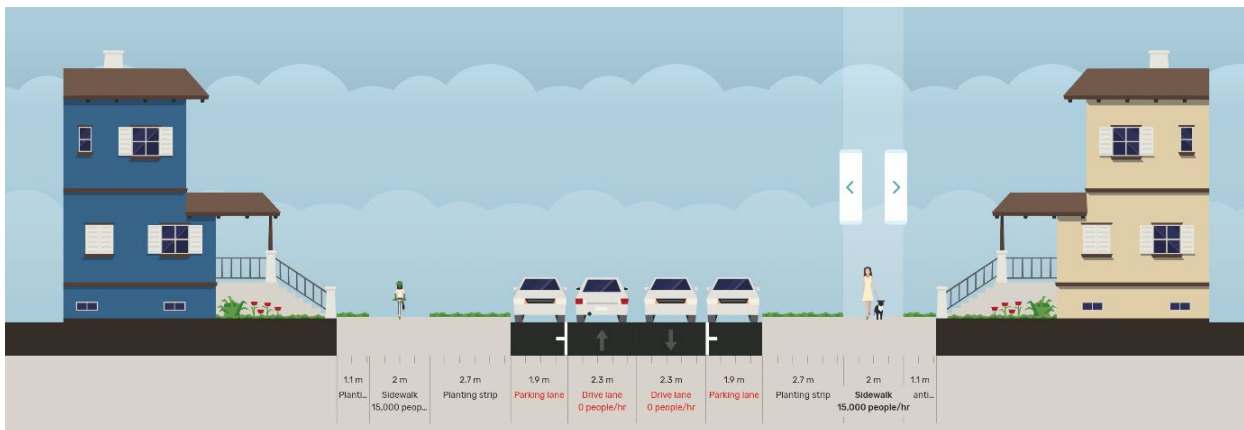 1.1 m
Planti...
2 m
Sidewalk
15,000 peop...
2.7 m
Planting strip
1.9 m
Parking lane
2.3 m
Drive lane
0 people/hr
2.3 m
Drive lane
0 people/hr
1.9 m
Parking lane
2.7 m
Planting strip
2 m
Sidewalk
15,000 people/hr
1.1 m
anti...